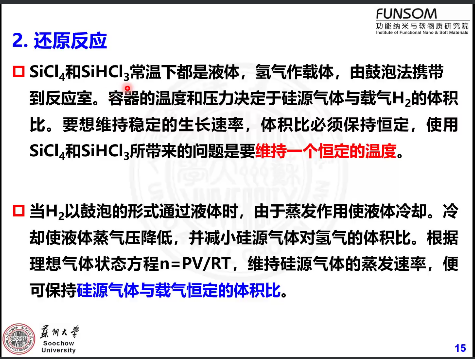 FUNSOM
功能纳米与软物质研究院
Institute of Functional Nano & Soft Materials
2. 还原反应
SiCl4和SiHCl3常温下都是液体，氢气作载体，由鼓泡法携带
到反应室。容器的温度和压力决定于硅源气体与载气H2的体积
比。要想维持稳定的生长速率，体积比必须保持恒定，使用
SiCl4和SiHCl3所带来的问题是要维持一个恒定的温度。
当H2以鼓泡的形式通过液体时，由于蒸发作用使液体冷却。冷
却使液体蒸气压降低，并减小硅源气体对氢气的体积比。根据
理想气体状态方程n=PV/RT，维持硅源气体的蒸发速率，便
可保持硅源气体与载气恒定的体积比。
苏州大学
Soochow
University
15